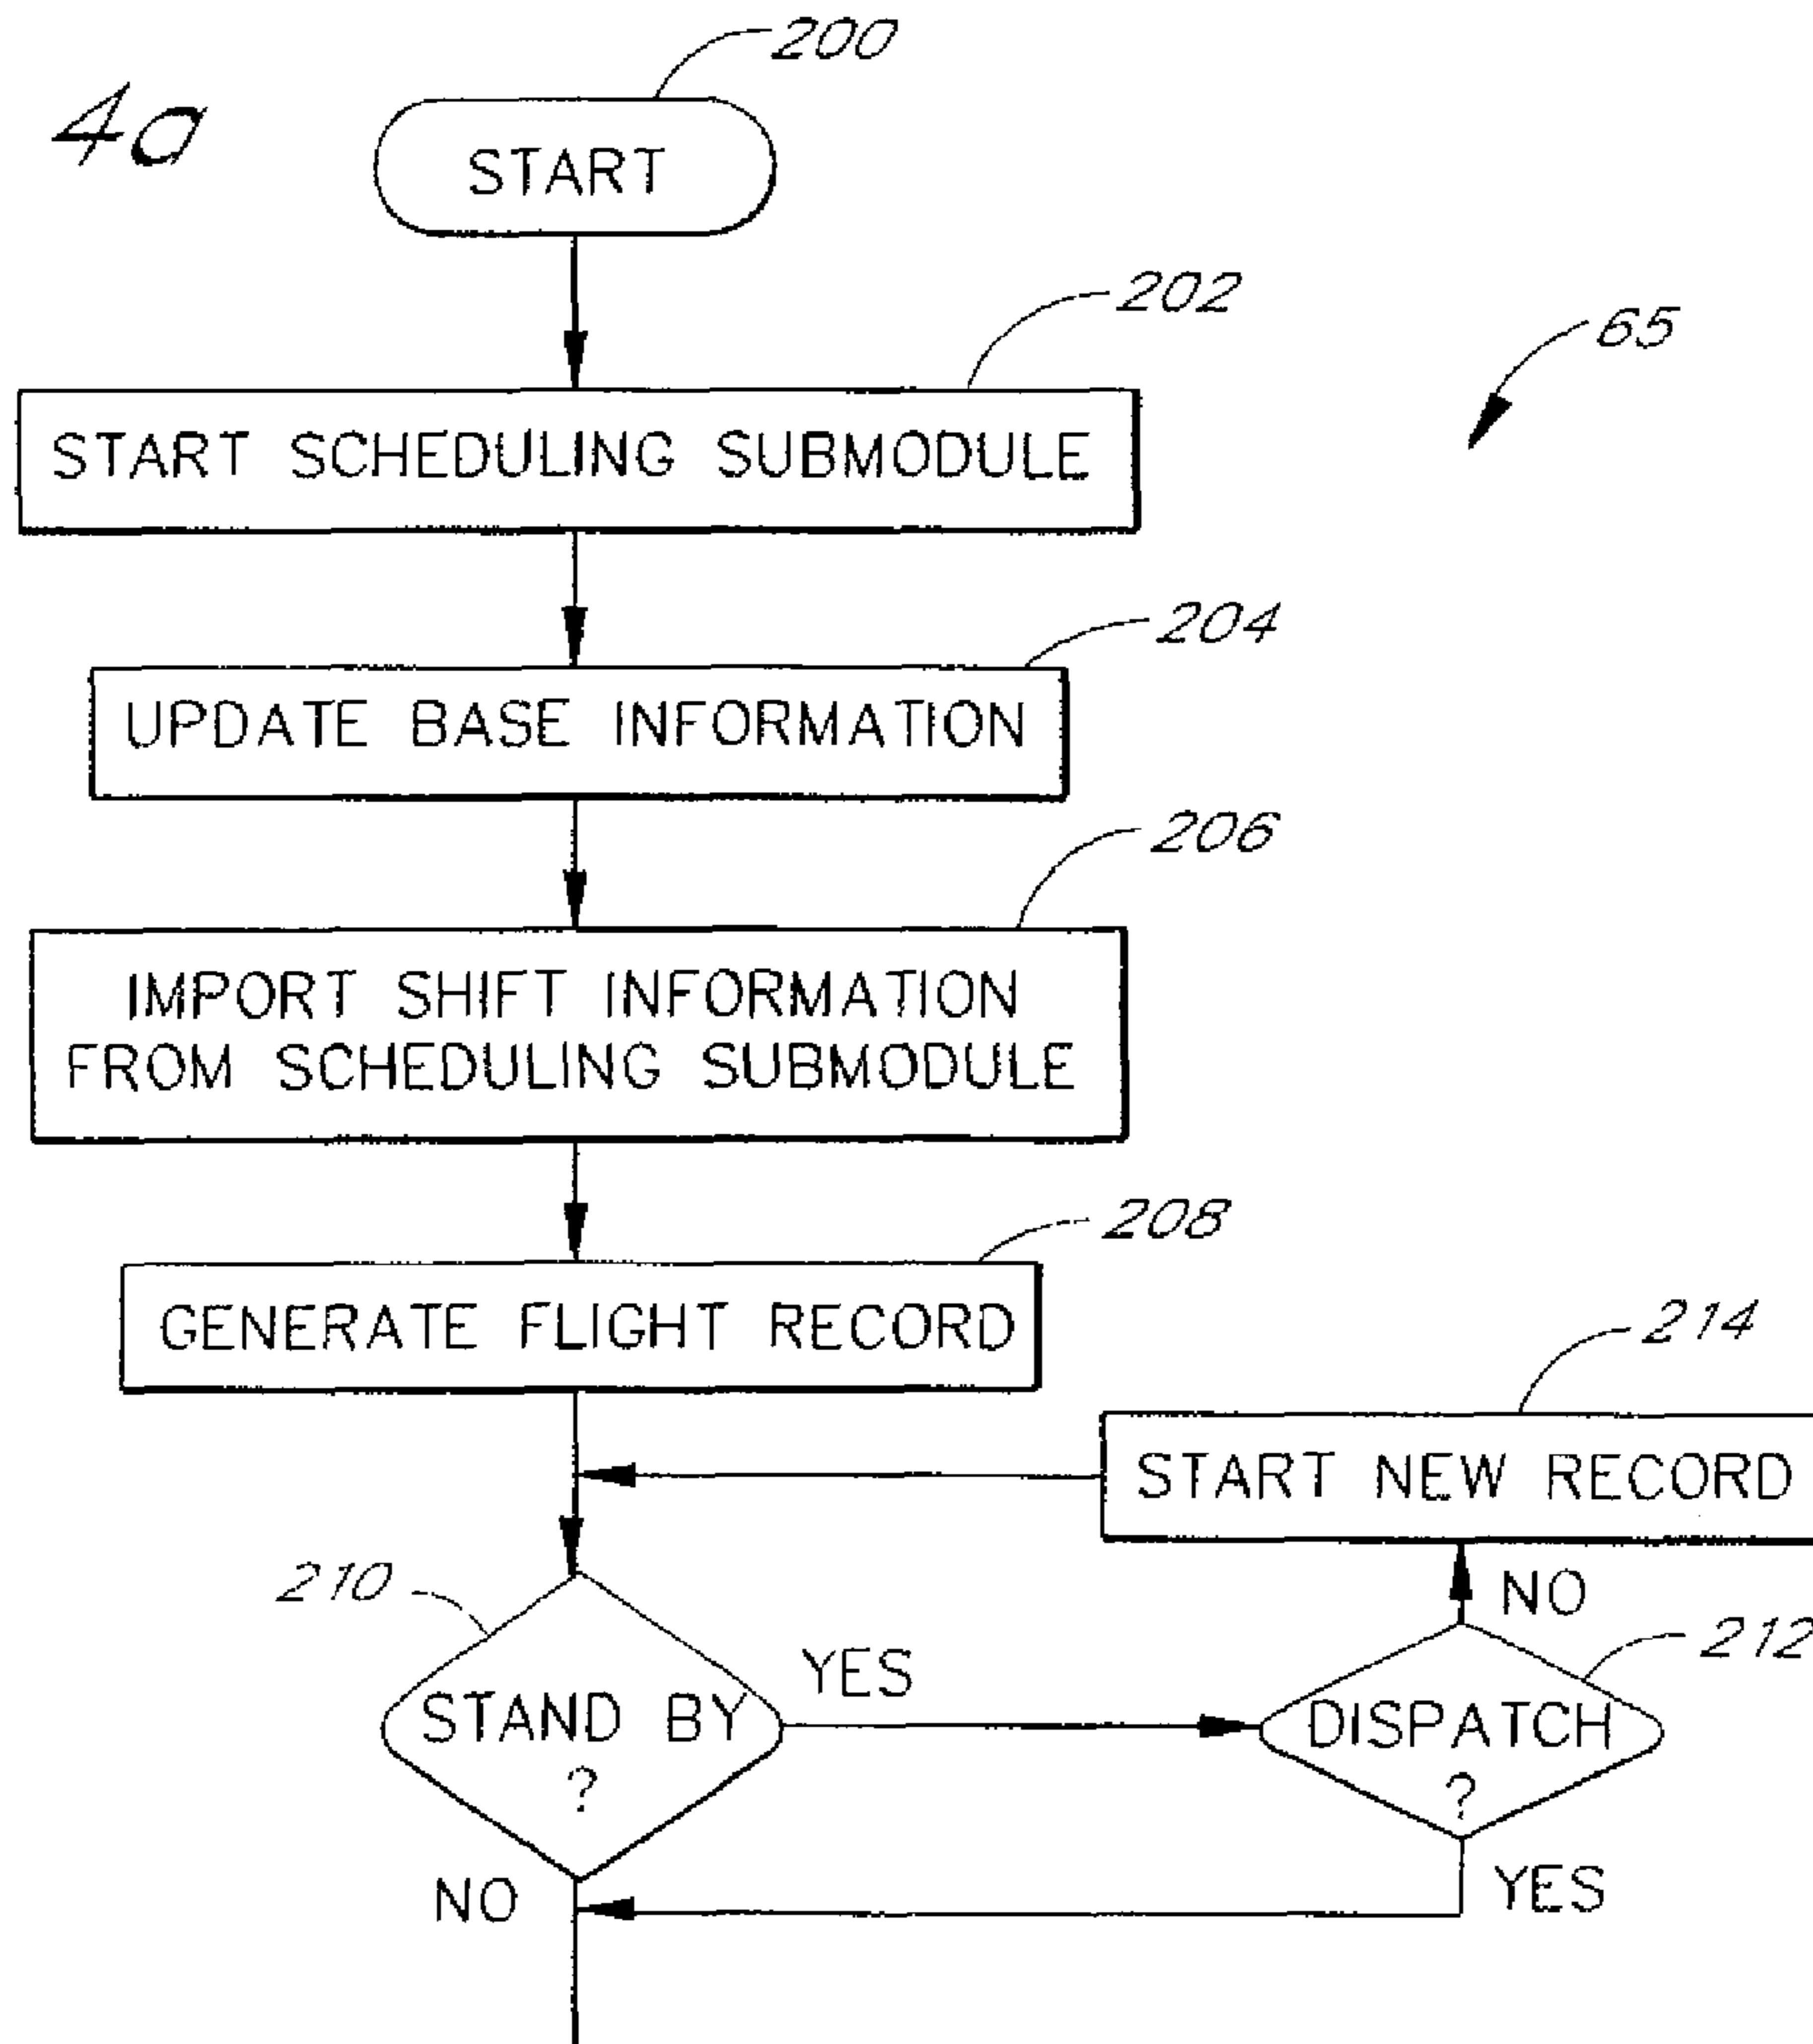 4a
200
START
202
65
START SCHEDULING SUBMODULE
204
UPDATE BASE INFORMATION
206
IMPORT SHIFT INFORMATION
FROM SCHEDULING SUBMODULE
208
GENERATE FLIGHT RECORD
214
START NEW RECORD
210
NO
212
YES
STAND BY
?
DISPATCH
?
NO
YES